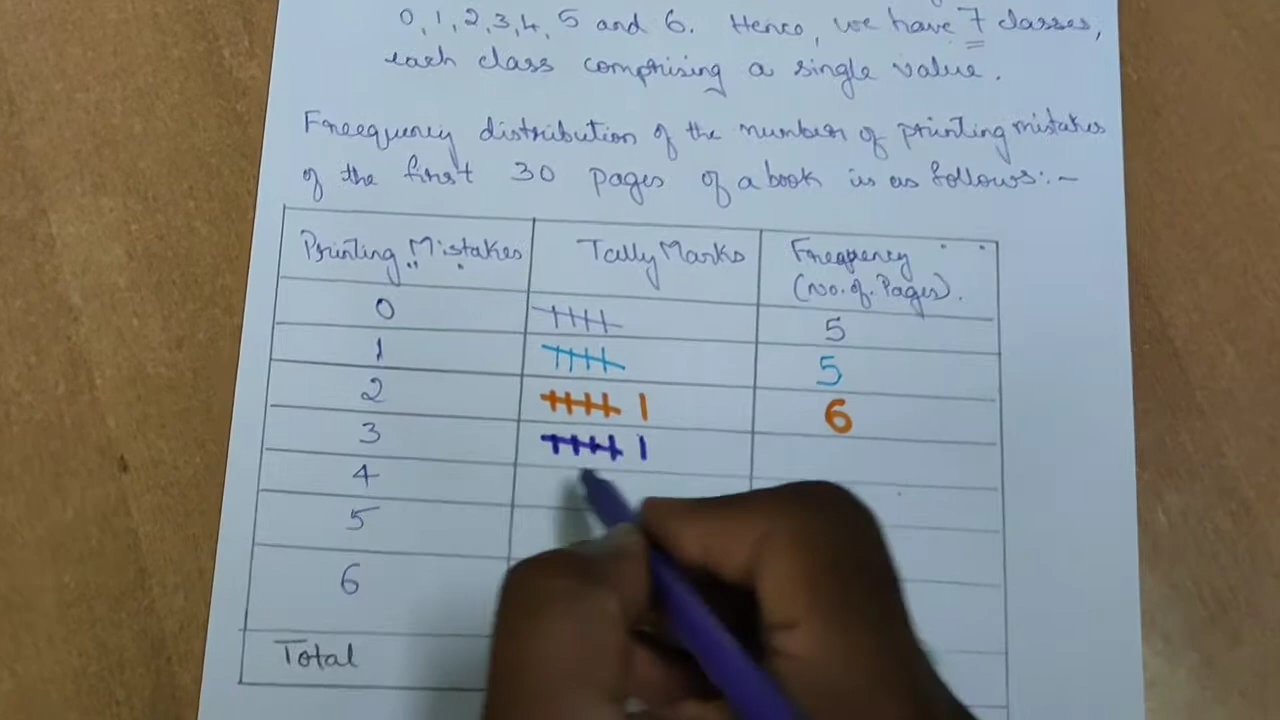 0, 1, 2, 3, 4, 5 and 6. Hence, we have 7 classes,
each class comprising a single value.
Freequency distribution of the number of printing mistakes
of the first 30 pages of a book is as follows:-
Printing Mistakes Tally Marks Frequency
(No. of. Pages).
0 5
1 5
2 6
3
4
5
6
Total